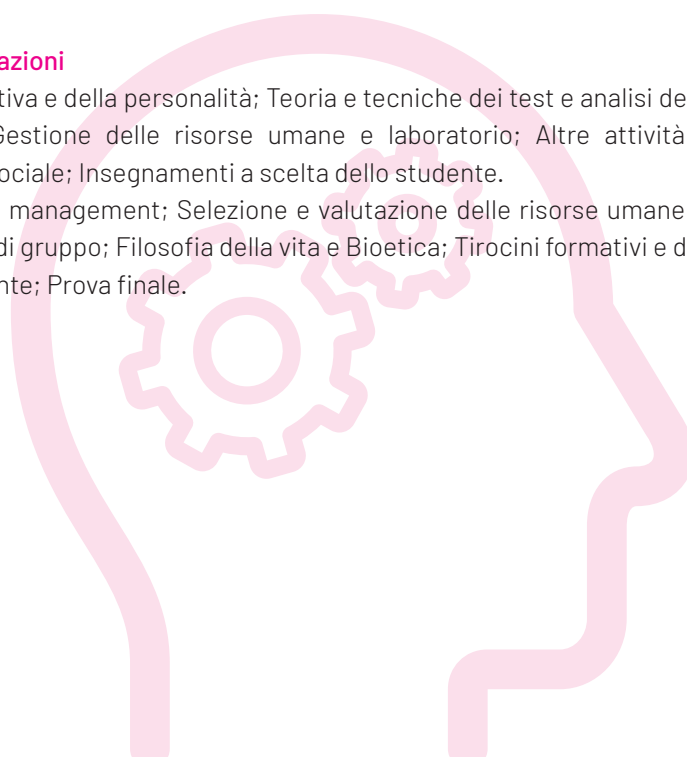 azioni
tiva e della personalità; Teoria e tecniche dei test e analisi de
Gestione delle risorse umane e laboratorio; Altre attività
ociale; Insegnamenti a scelta dello studente.
management; Selezione e valutazione delle risorse umane
di gruppo; Filosofia della vita e Bioetica; Tirocini formativi e d
nte; Prova finale.